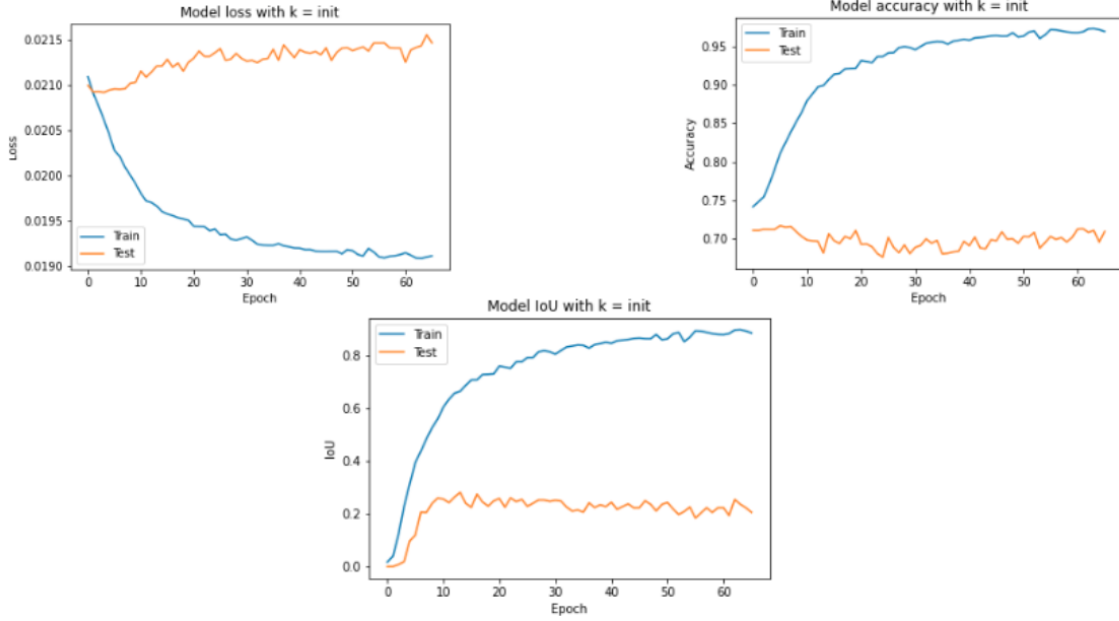 Model loss with k = init
0.0215
0.0210
0.0205
0.0200
0.0195
0.0190
Loss
Train
Test
0 10 20 30 40 50 60
Epoch
Model accuracy with k = init
Train
Test
0.95
0.90
0.85
0.80
0.75
0.70
Accuracy
0 10 20 30 40 50 60
Epoch
Model IoU with k = init
Train
Test
0.8
0.6
0.4
0.2
0.0
IoU
0 10 20 30 40 50 60
Epoch